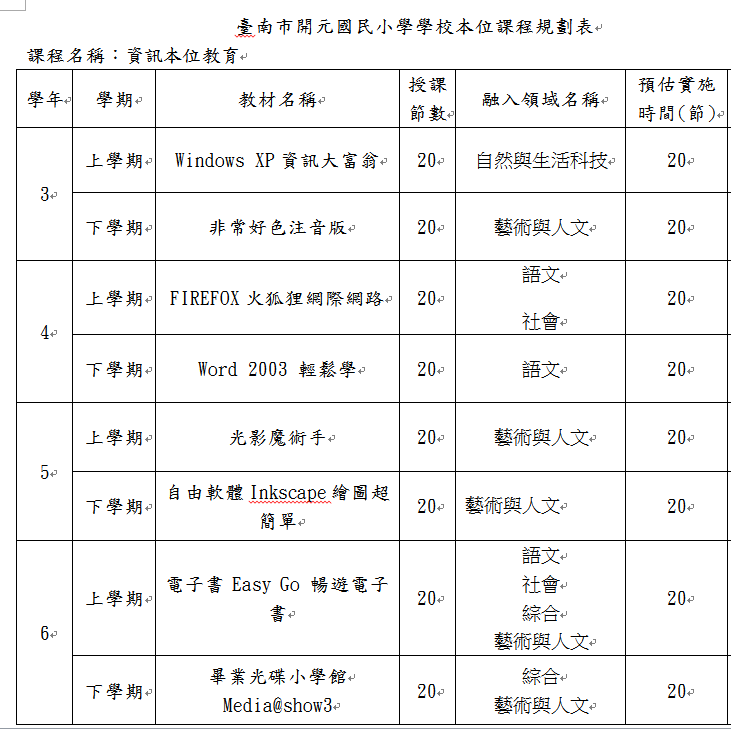 臺南市開元國民小學學校本位課程規劃表
課程名稱：資訊本位教育
學年 學期 教材名稱 授課節數 融入領域名稱 預估實施時間(節)
3 上學期 Windows XP 資訊大富翁 20 自然與生活科技 20
下學期 非常好色注音版 20 藝術與人文 20
4 上學期 FIREFOX 火狐狸網際網路 20 語文 社會 20
下學期 Word 2003 輕鬆學 20 語文 20
5 上學期 光影魔術手 20 藝術與人文 20
下學期 自由軟體 Inkscape 繪圖超簡單 20 藝術與人文 20
6 上學期 電子書 Easy Go 暢遊電子書 20 語文 社會 綜合 藝術與人文 20
下學期 畢業光碟小學館 Media@show3 20 綜合 藝術與人文 20